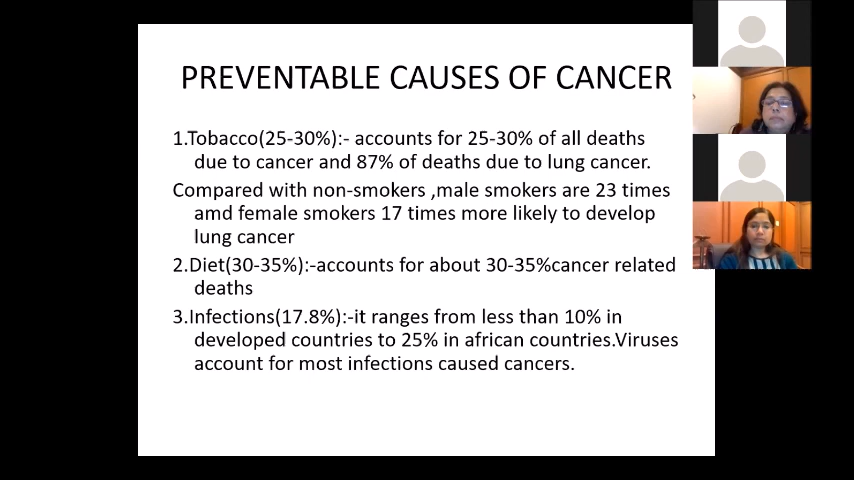 PREVENTABLE CAUSES OF CANCER
1.Tobacco(25-30%):- accounts for 25-30% of all deaths
due to cancer and 87% of deaths due to lung cancer.
Compared with non-smokers ,male smokers are 23 times
amd female smokers 17 times more likely to develop
lung cancer
2.Diet(30-35%):-accounts for about 30-35%cancer related
deaths
3.Infections(17.8%):-it ranges from less than 10% in
developed countries to 25% in african countries.Viruses
account for most infections caused cancers.